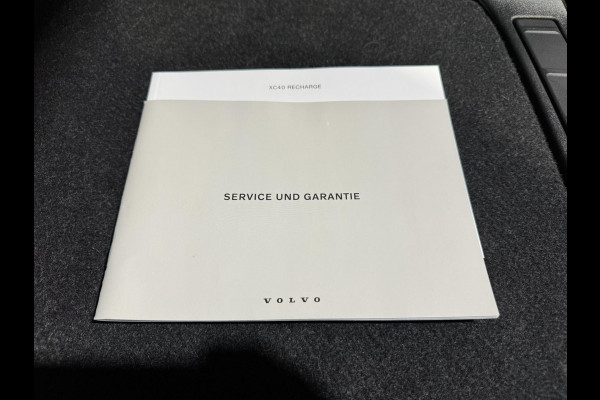 XC40 RECHARGE
SERVICE UND GARANTIE
VOLVO